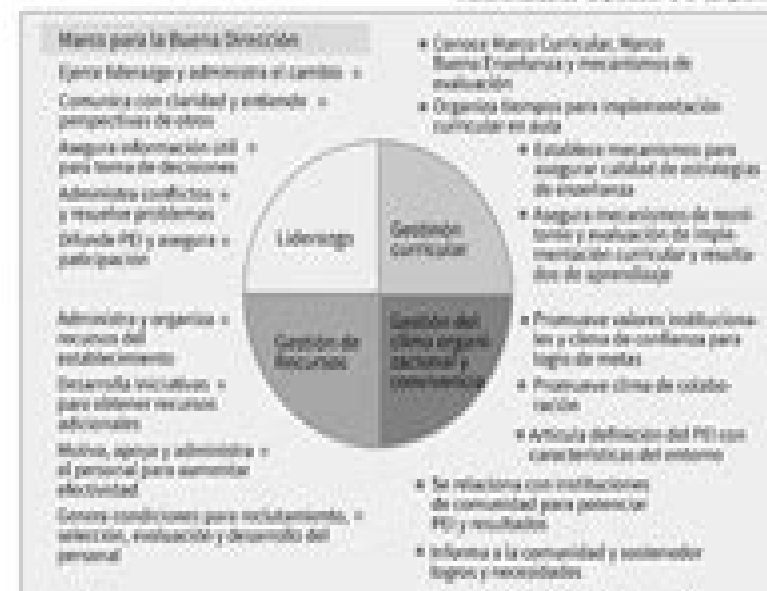 Marco para la Buena Dirección
Ejerce liderazgo y administra el cambio
Comunica con claridad y entiende
perspectivas de otros
Asegura información útil
para toma de decisiones
Administra conflictos
y resuelve problemas
Difunde PEI y asegura
paticipación
Administra y organiza
recursos del
establecimiento
Desarrolla iniciativas
para obtener recursos
adicionales
Motiva, apoya y administra
el personal para aumentar
efectividad
Genera condiciones para reclutamiento,
selección, evaluación y desarrollo del
personal
Liderazgo
Gestión
curricular
Gestión de
Recursos
Gestión del
clima organi-
zacional y
convivencia
Conoce Marco Curricular, Marco
Buena Enseñanza y mecanismos de
evaluación
Organiza tiempos para implementación
curricular en aula
Establece mecanismos para
asegurar calidad de estrategias
de enseñanza
Asegura mecanismos de moni-
toreo y evaluación de imple-
mentación curricular y resulta-
dos de aprendizaje
Promueve valores instituciona-
les y clima de confianza para
logro de metas
Promueve clima de colabo-
ración
Articula definición del PEI con
características del entorno
Se relaciona con instituciones
de comunidad para potenciar
PEI y resultados
Informa a la comunidad y sostenedor
logros y necesidades